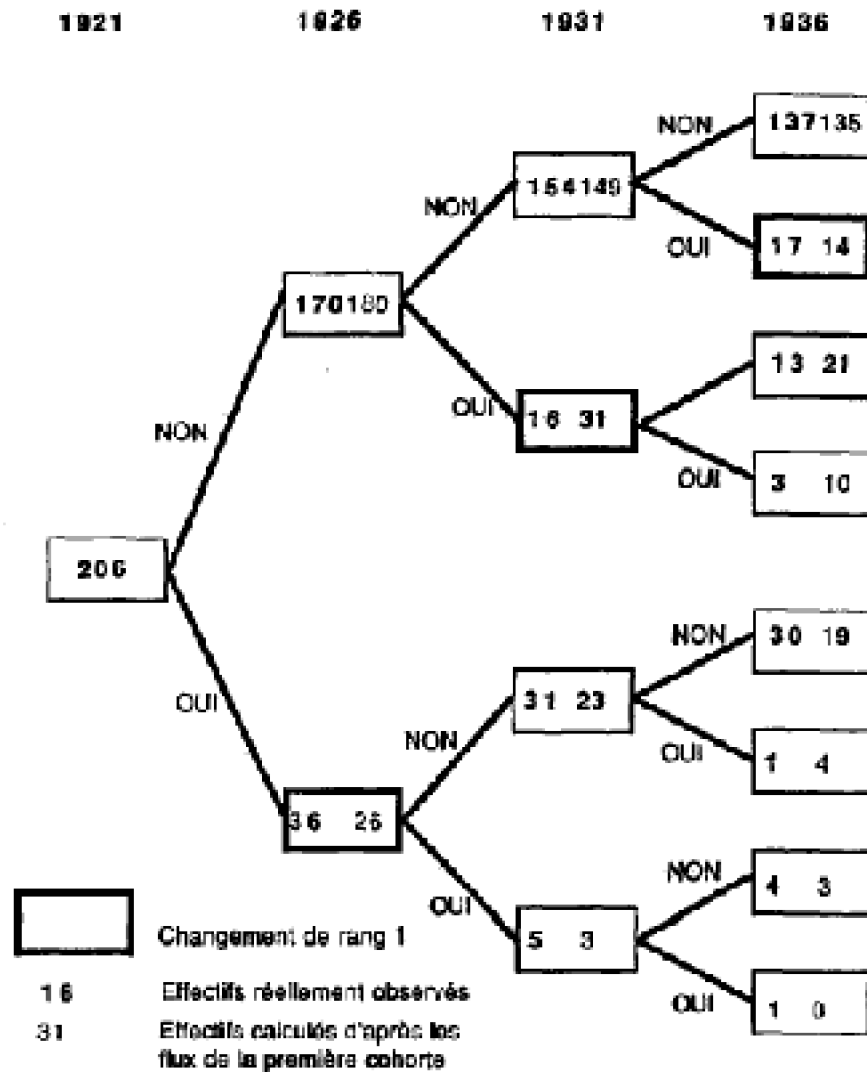 1921 1926 1931 1936
NON 137 135
154 149
NON
OUI 17 14
170 180
13 21
OUI 16 31
NON
OUI 3 10
206
NON 30 19
OUI 31 23
NON
OUI 1 4
36 26
NON 4 3
OUI
Changement de rang 1 5 3
16 Effectifs réellement observés
OUI 1 0
31 Effectifs calculés d'après les
flux de la première cohorte